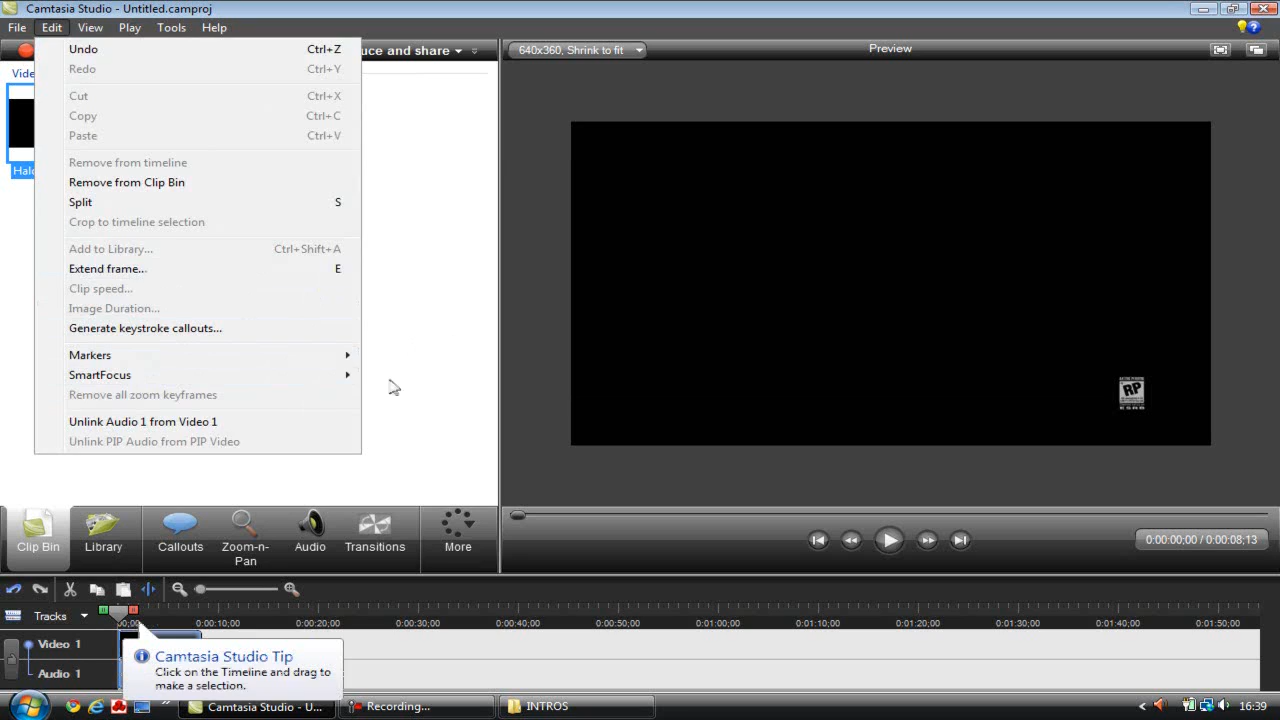 Camtasia Studio - Untitled.camproj
File Edit View Play Tools Help
uce and share
640x360, Shrink to fit
Preview
Vide
Halo
Undo Ctrl+Z
Redo Ctrl+Y
Cut Ctrl+X
Copy Ctrl+C
Paste Ctrl+V
Remove from timeline
Remove from Clip Bin
Split S
Crop to timeline selection
Add to Library... Ctrl+Shift+A
Extend frame... E
Clip speed...
Image Duration...
Generate keystroke callouts...
Markers
SmartFocus
Remove all zoom keyframes
Unlink Audio 1 from Video 1
Unlink PIP Audio from PIP Video
RP
ESRB
Clip Bin
Library
Callouts
Zoom-n-
Pan
Audio
Transitions
More
0:00:00;00 / 0:00:08;13
Tracks
00;00 0:00:10;00 0:00:20;00 0:00:30;00 0:00:40;00 0:00:50;00 0:01:00;00 0:01:10;00 0:01:20;00 0:01:30;00 0:01:40;00 0:01:50;00
Video 1
Audio 1
Camtasia Studio Tip
Click on the Timeline and drag to
make a selection.
Camtasia Studio - U...
Recording...
INTROS
16:39